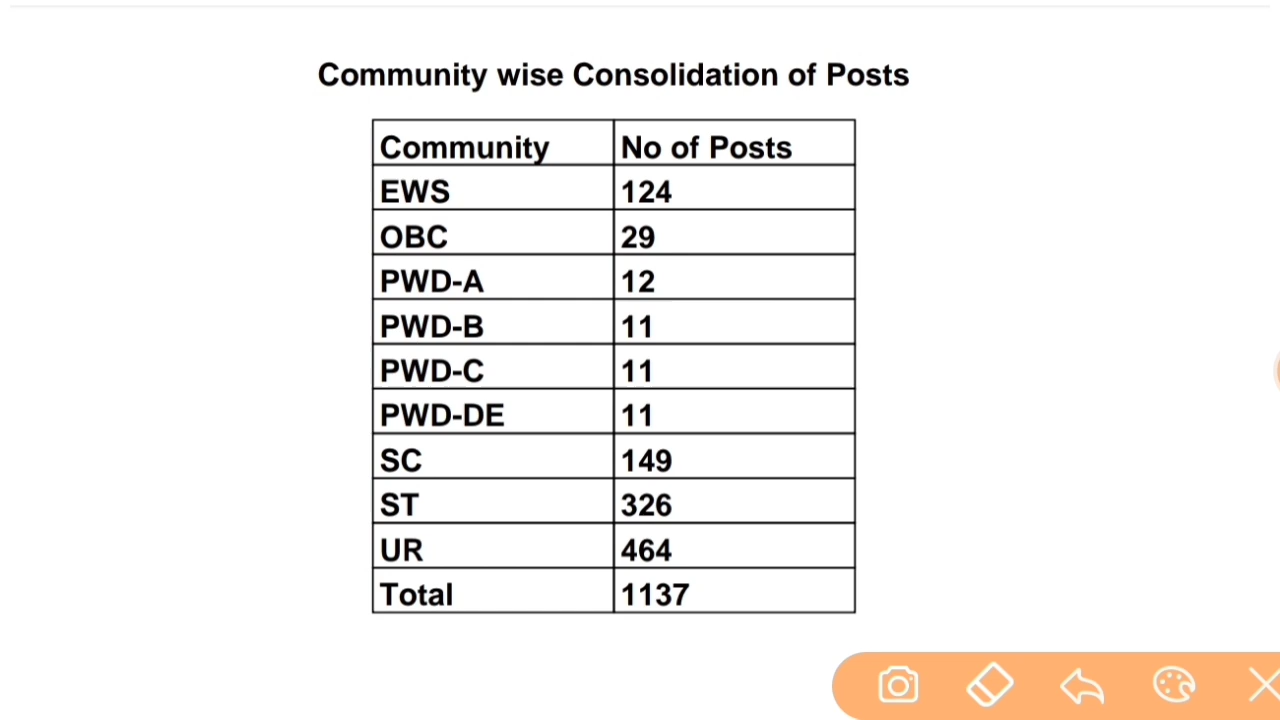 Community wise Consolidation of Posts
Community No of Posts
EWS 124
OBC 29
PWD-A 12
PWD-B 11
PWD-C 11
PWD-DE 11
SC 149
ST 326
UR 464
Total 1137